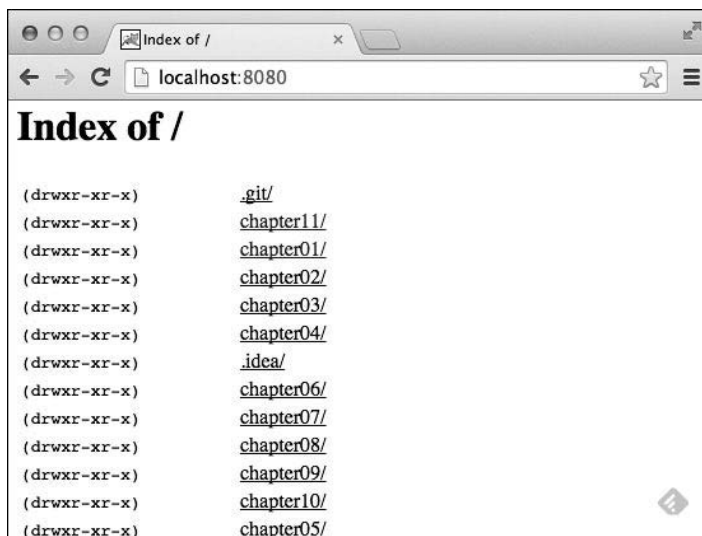 Index of /
localhost:8080
Index of /
(drwxr-xr-x) .git/
(drwxr-xr-x) chapter11/
(drwxr-xr-x) chapter01/
(drwxr-xr-x) chapter02/
(drwxr-xr-x) chapter03/
(drwxr-xr-x) chapter04/
(drwxr-xr-x) .idea/
(drwxr-xr-x) chapter06/
(drwxr-xr-x) chapter07/
(drwxr-xr-x) chapter08/
(drwxr-xr-x) chapter09/
(drwxr-xr-x) chapter10/
(drwxr-xr-x) chapter05/